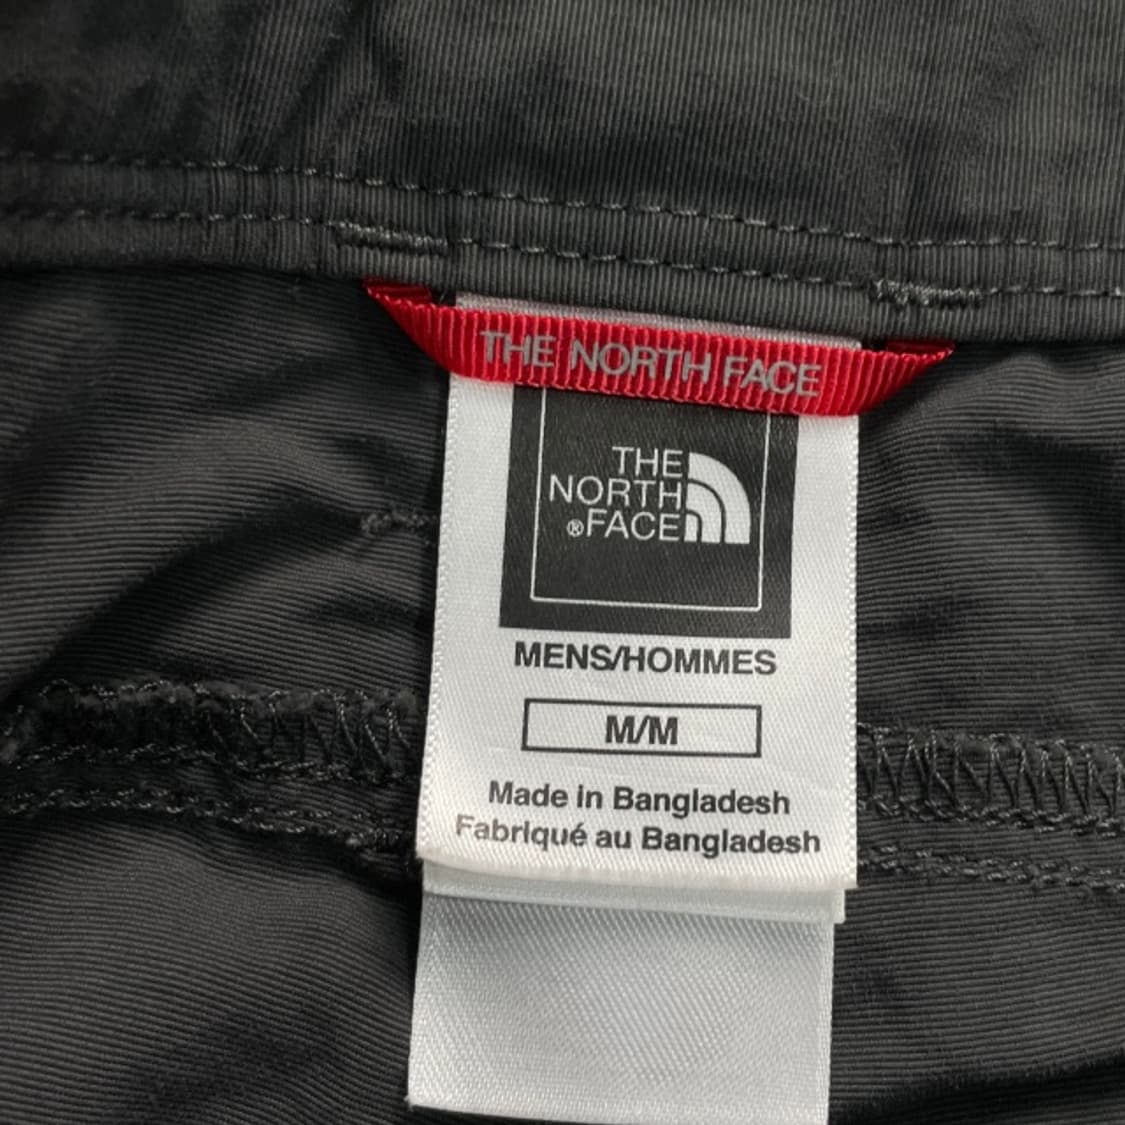 THE NORTH FACE
THE
NORTH
®FACE
MENS/HOMMES
M/M
Made in Bangladesh
Fabriqué au Bangladesh